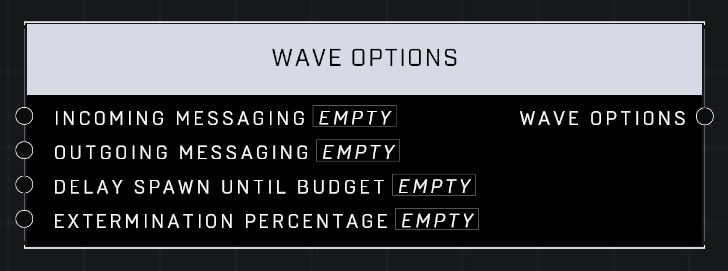 WAVE OPTIONS
INCOMING MESSAGING EMPTY WAVE OPTIONS
OUTGOING MESSAGING EMPTY
DELAY SPAWN UNTIL BUDGET EMPTY
EXTERMINATION PERCENTAGE EMPTY